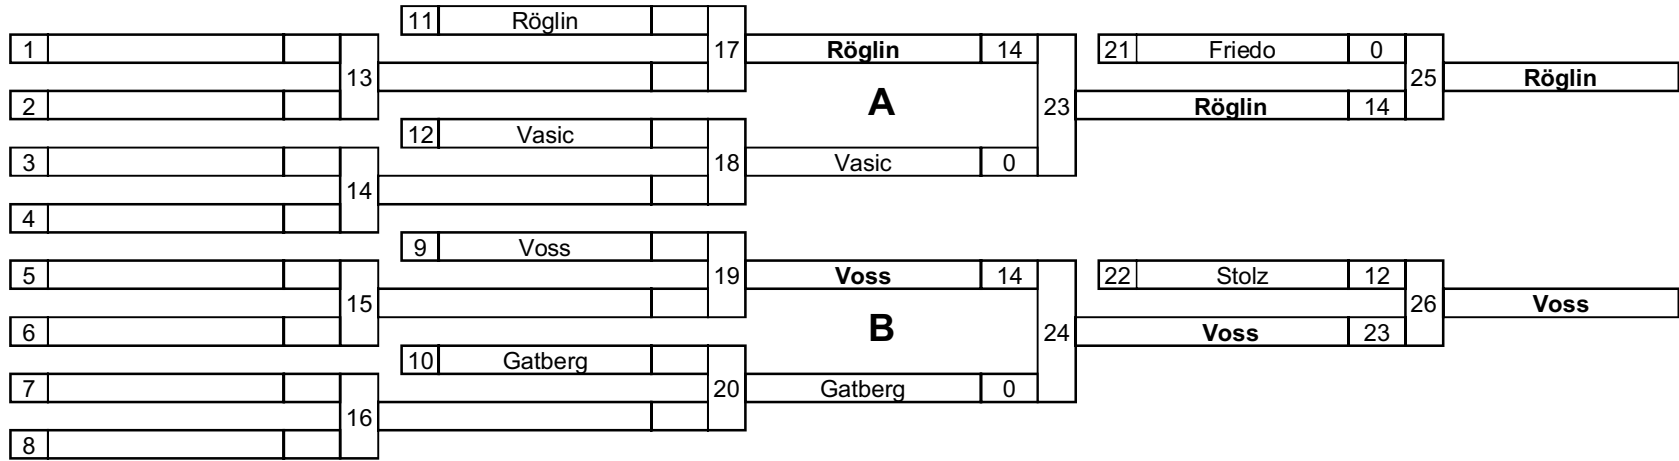 11 Röglin
1 17 Röglin 14 21 Friedo 0
13 25 Röglin
2 A 23 Röglin 14
12 Vasic
3 18 Vasic 0
14
4
9 Voss
5 19 Voss 14 22 Stolz 12
15 26 Voss
6 B 24 Voss 23
10 Gatberg
7 20 Gatberg 0
16
8